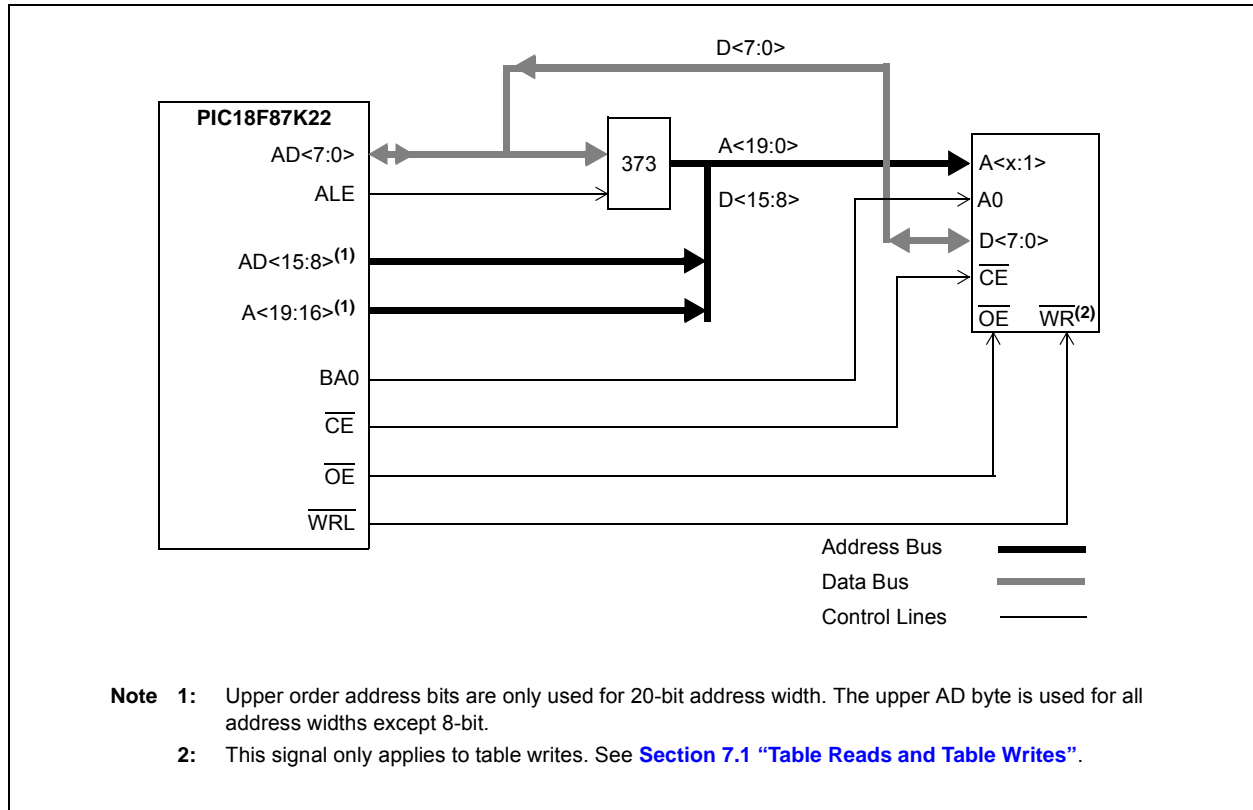 D<7:0>
PIC18F87K22
AD<7:0>
373
A<19:0>
A<x:1>
ALE
D<15:8>
A0
AD<15:8>(1)
D<7:0>
CE
A<19:16>(1)
OE
WR(2)
BA0
CE
OE
WRL
Address Bus
Data Bus
Control Lines
Note 1: Upper order address bits are only used for 20-bit address width. The upper AD byte is used for all
address widths except 8-bit.
2: This signal only applies to table writes. See Section 7.1 “Table Reads and Table Writes”.